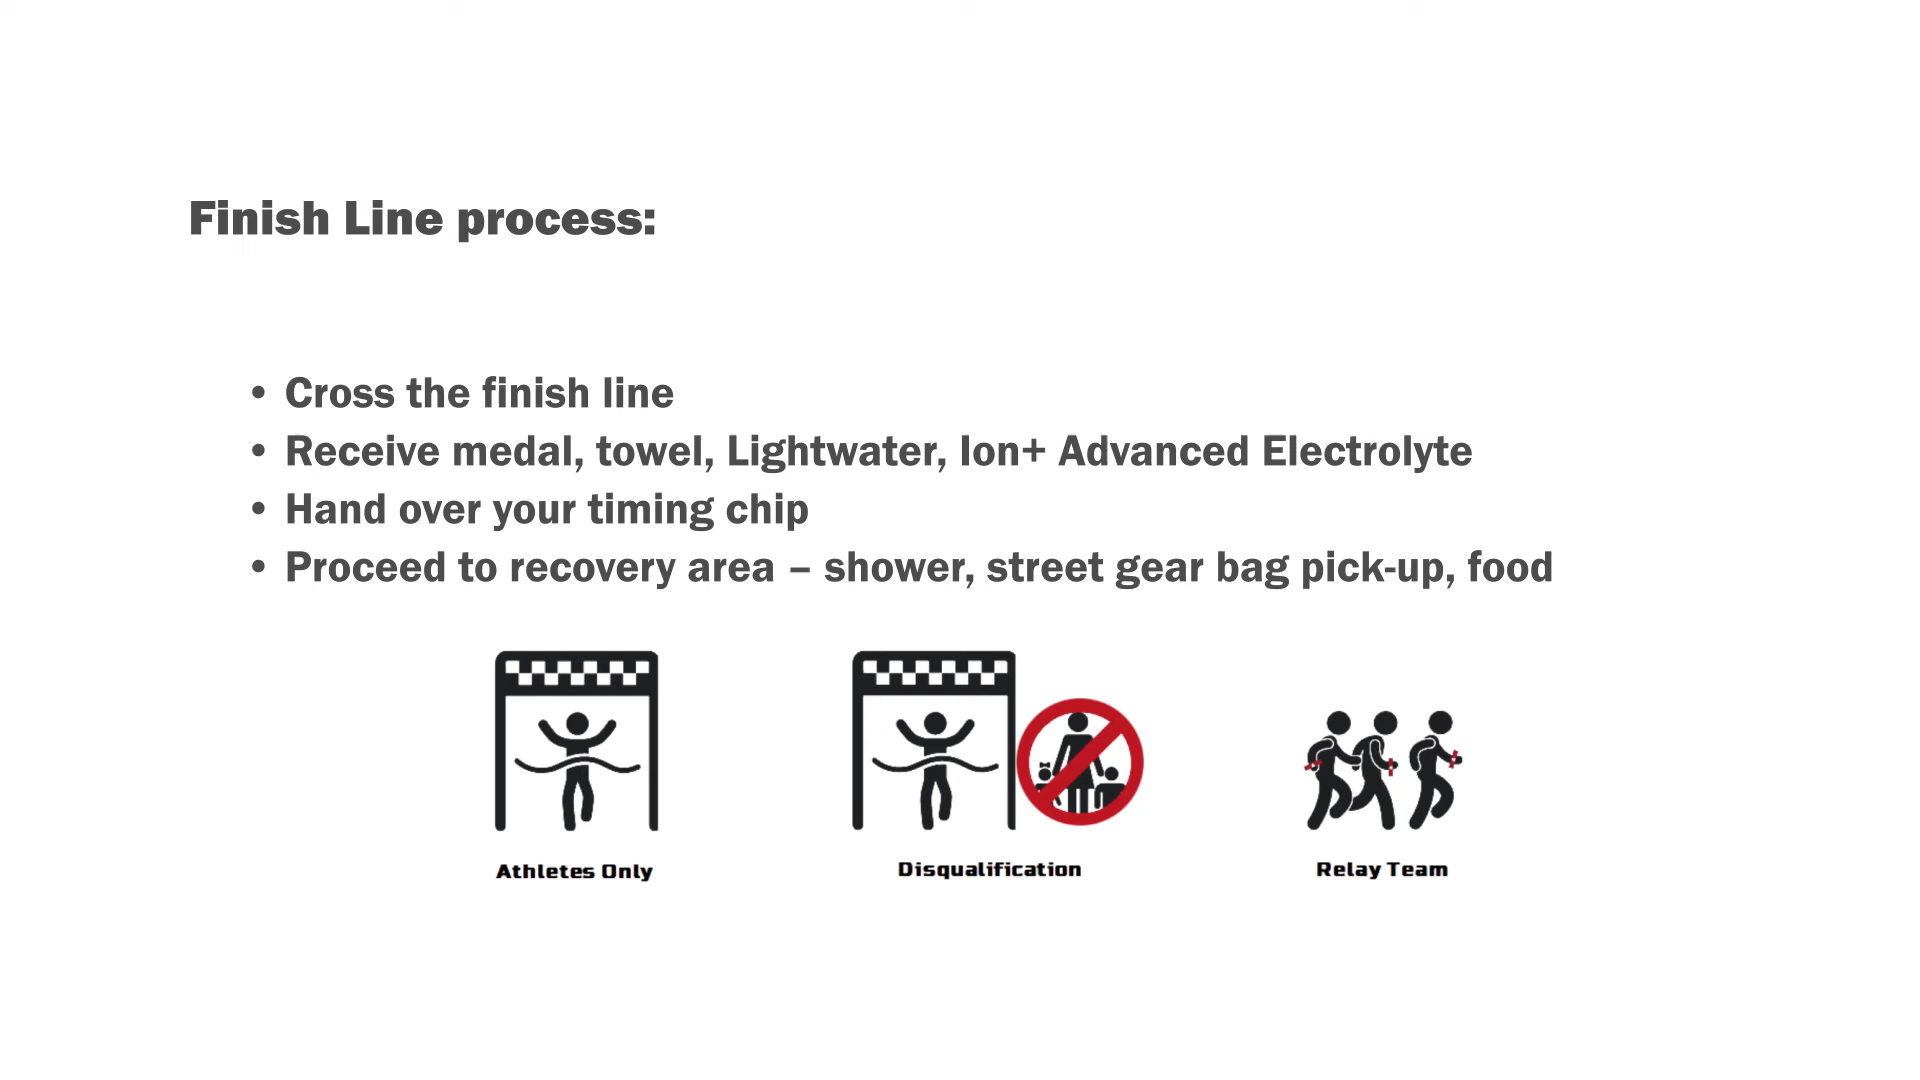 Finish Line process:
• Cross the finish line
• Receive medal, towel, Lightwater, Ion+ Advanced Electrolyte
• Hand over your timing chip
• Proceed to recovery area – shower, street gear bag pick-up, food
Athletes Only
Disqualification
Relay Team